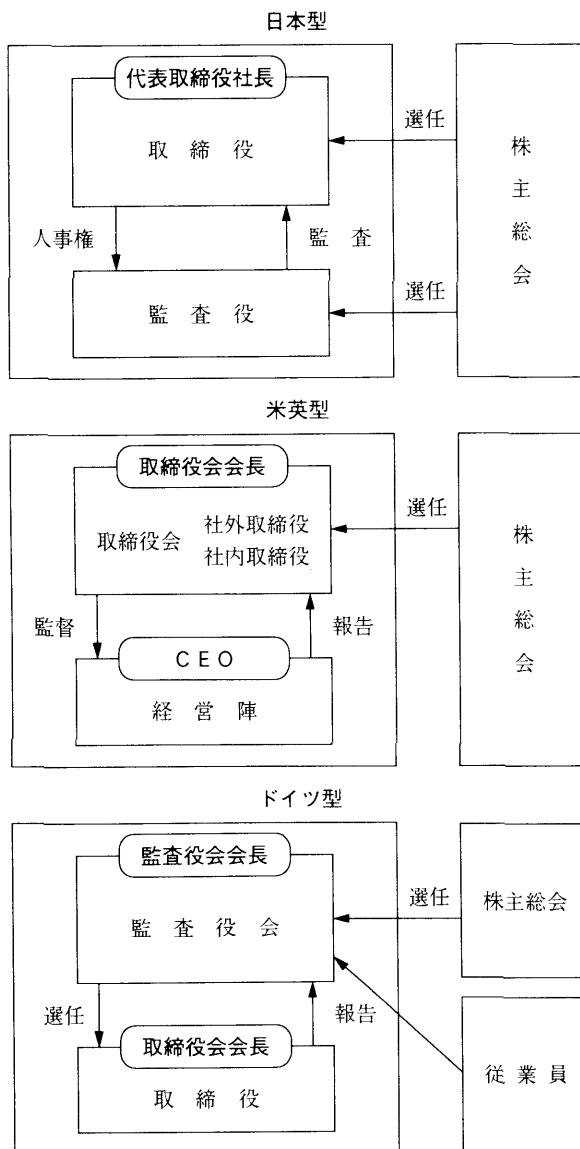 日本型
代表取締役社長
取締役
選任
株主総会
人事権
監査
監査役
選任
米英型
取締役会会長
取締役会
社外取締役
社内取締役
選任
株主総会
監督
報告
CEO
経営陣
ドイツ型
監査役会会長
監査役会
選任
株主総会
選任
報告
取締役会会長
取締役
従業員